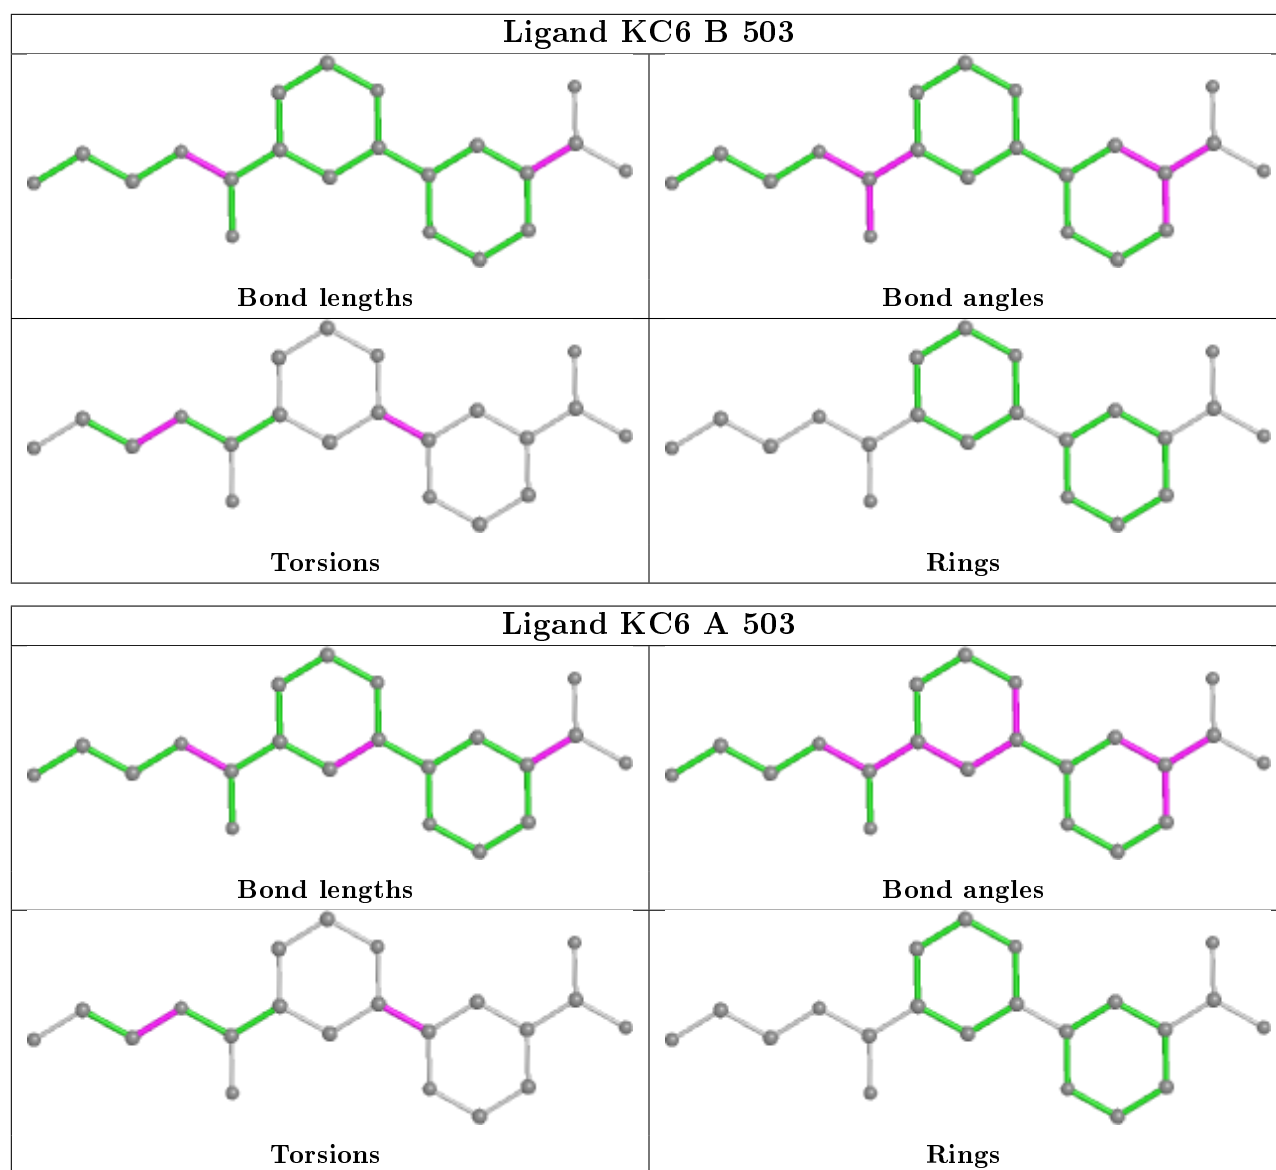 Ligand KC6 B 503
Bond lengths
Bond angles
Torsions
Rings
Ligand KC6 A 503
Bond lengths
Bond angles
Torsions
Rings